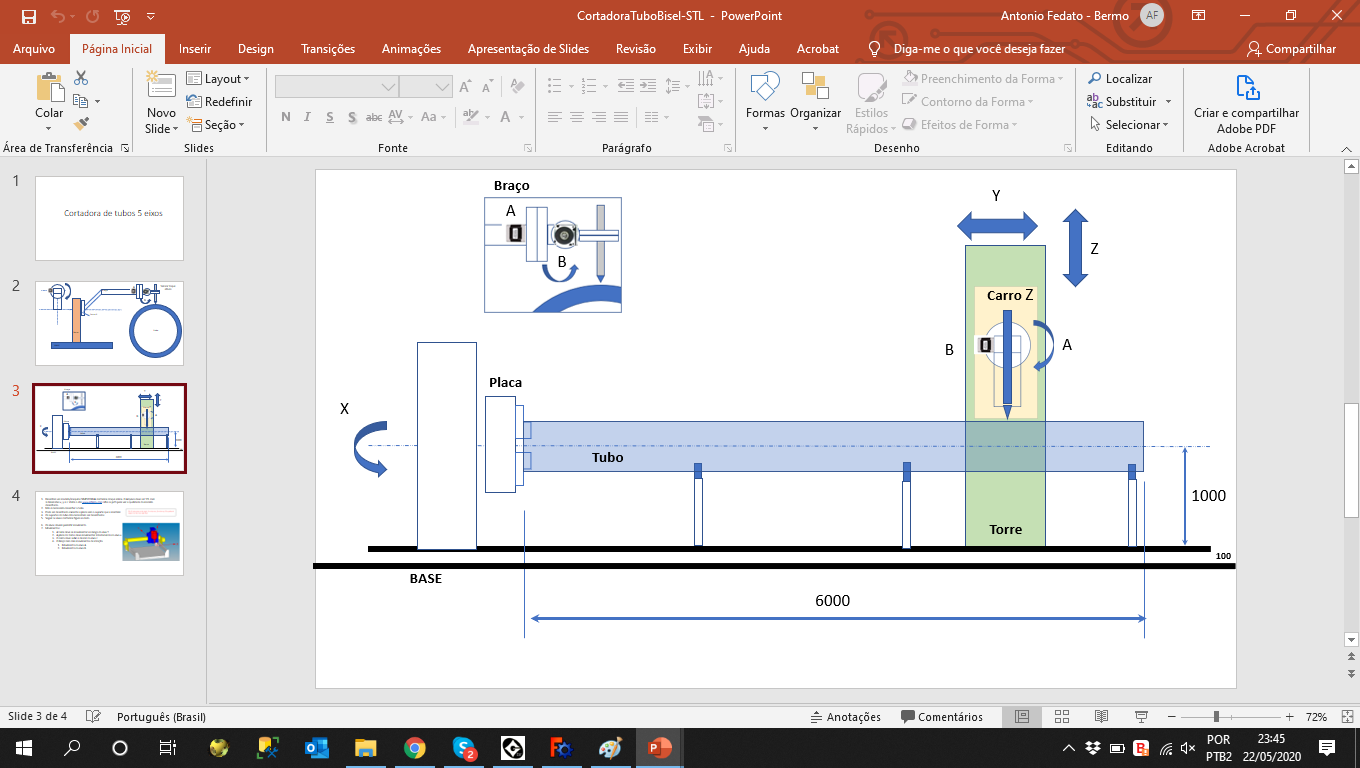 CortadoraTuboBisel-STL - PowerPoint
Antonio Fedato - Bermo
AF
Arquivo Página Inicial Inserir Design Transições Animações Apresentação de Slides Revisão Exibir Ajuda Acrobat Diga-me o que você deseja fazer Compartilhar
Colar
Novo
Slide
Layout
Redefinir
Seção
N I S S abc AV Aa A
Formas
Organizar
Estilos
Rápidos
Preenchimento da Forma
Contorno da Forma
Efeitos de Forma
Localizar
Substituir
Selecionar
Criar e compartilhar
Adobe PDF
Área de Transferência Slides Fonte Parágrafo Desenho Editando Adobe Acrobat
1
Cortadora de tubos 5 eixos
2
3
4
Braço
A
B
Y
Z
Carro Z
B
A
Placa
X
Tubo
1000
Torre
100
BASE
6000
Slide 3 de 4 Português (Brasil) Anotações Comentários 72%
2
POR
PTB2
23:45
22/05/2020